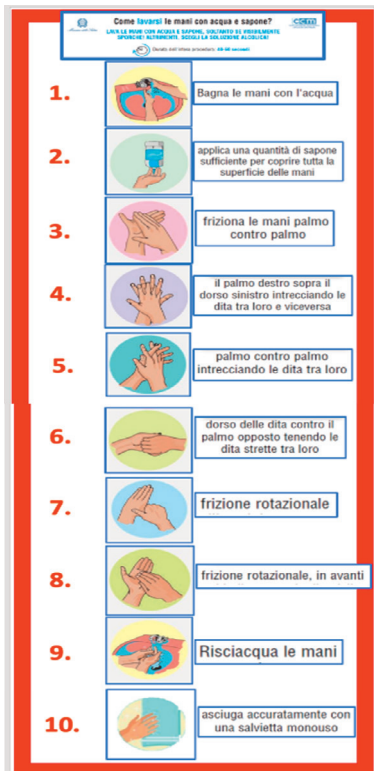 Come lavarsi le mani con acqua e sapone?
LAVA LE MANI CON ACQUA E SAPONE, SOLTANTO SE VISIBILMENTE
SPORCHE! ALTRIMENTI, SCEGLI LA SOLUZIONE ALCOLICA!
Durata dell'intera procedura: 40-60 secondi
1.
Bagna le mani con l'acqua
2.
applica una quantità di sapone
sufficiente per coprire tutta la
superficie delle mani
3.
friziona le mani palmo
contro palmo
4.
il palmo destro sopra il
dorso sinistro intrecciando le
dita tra loro e viceversa
5.
palmo contro palmo
intrecciando le dita tra loro
6.
dorso delle dita contro il
palmo opposto tenendo le
dita strette tra loro
7.
frizione rotazionale
8.
frizione rotazionale, in avanti
9.
Risciacqua le mani
10.
asciuga accuratamente con
una salvietta monouso